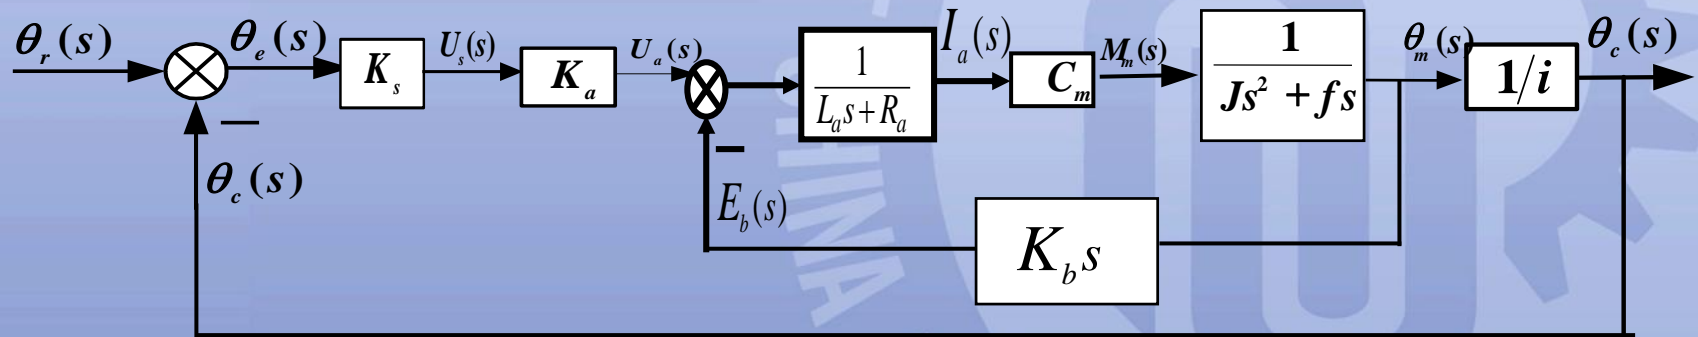 θr(s)
θe(s)
Ks
Us(s)
Ka
Ua(s)
1/(Las+Ra)
Ia(s)
Cm
Mm(s)
1/(Js² + fs)
θm(s)
1/i
θc(s)
−
θc(s)
−
Eb(s)
Kbs
CHINA